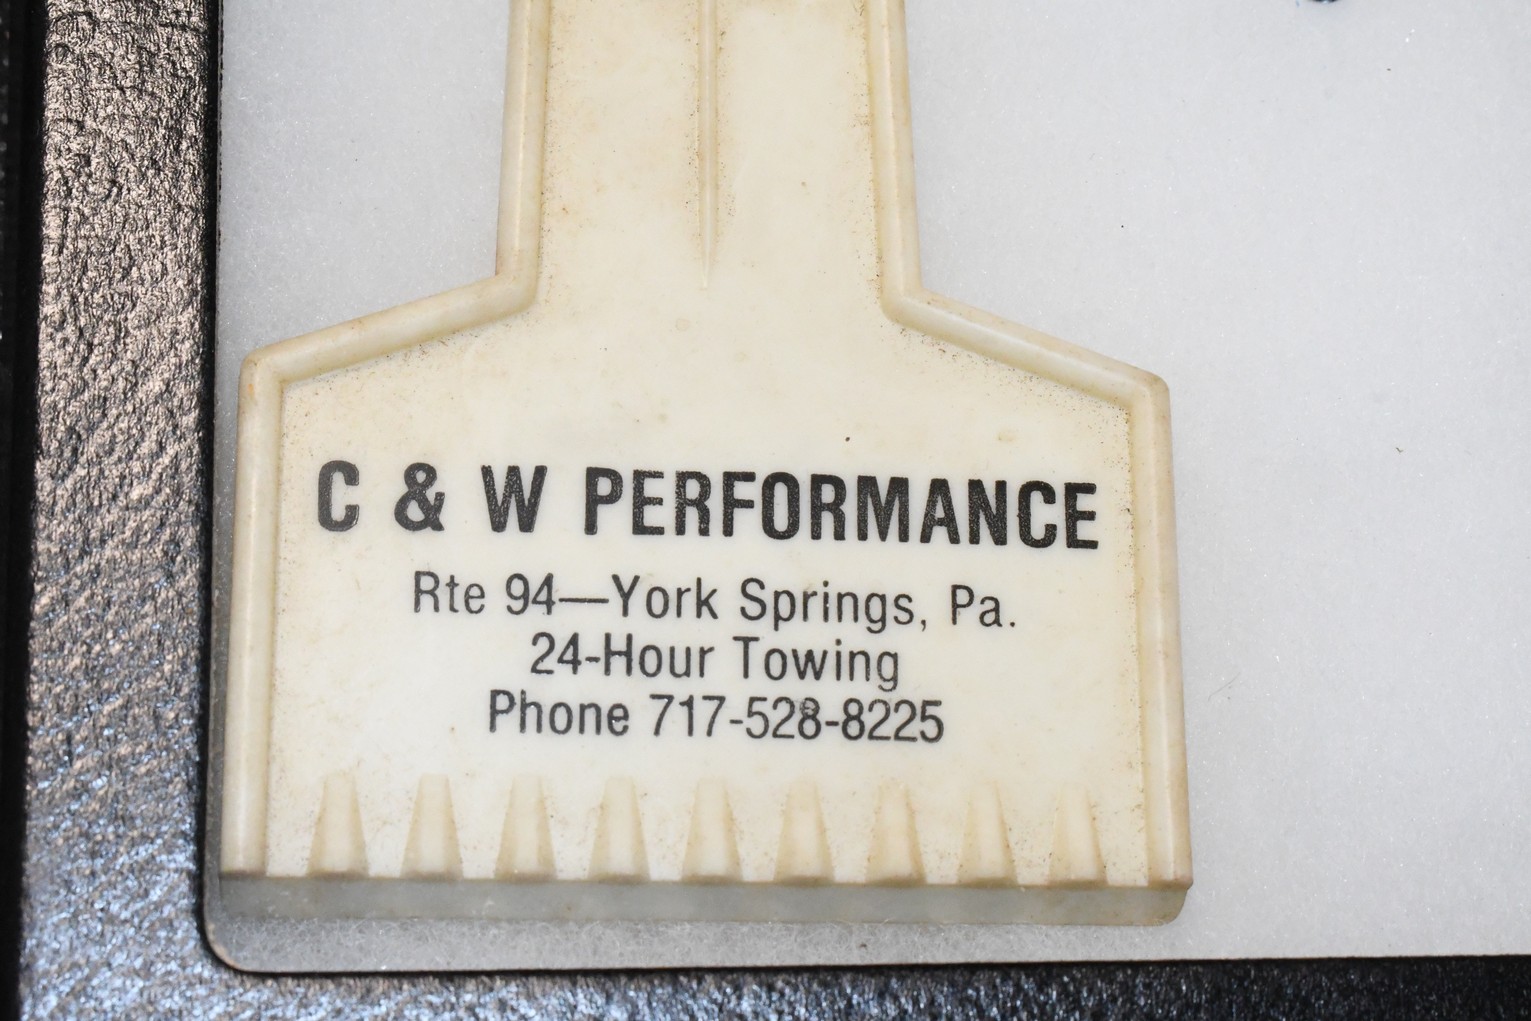 C & W PERFORMANCE
Rte 94—York Springs, Pa.
24-Hour Towing
Phone 717-528-8225